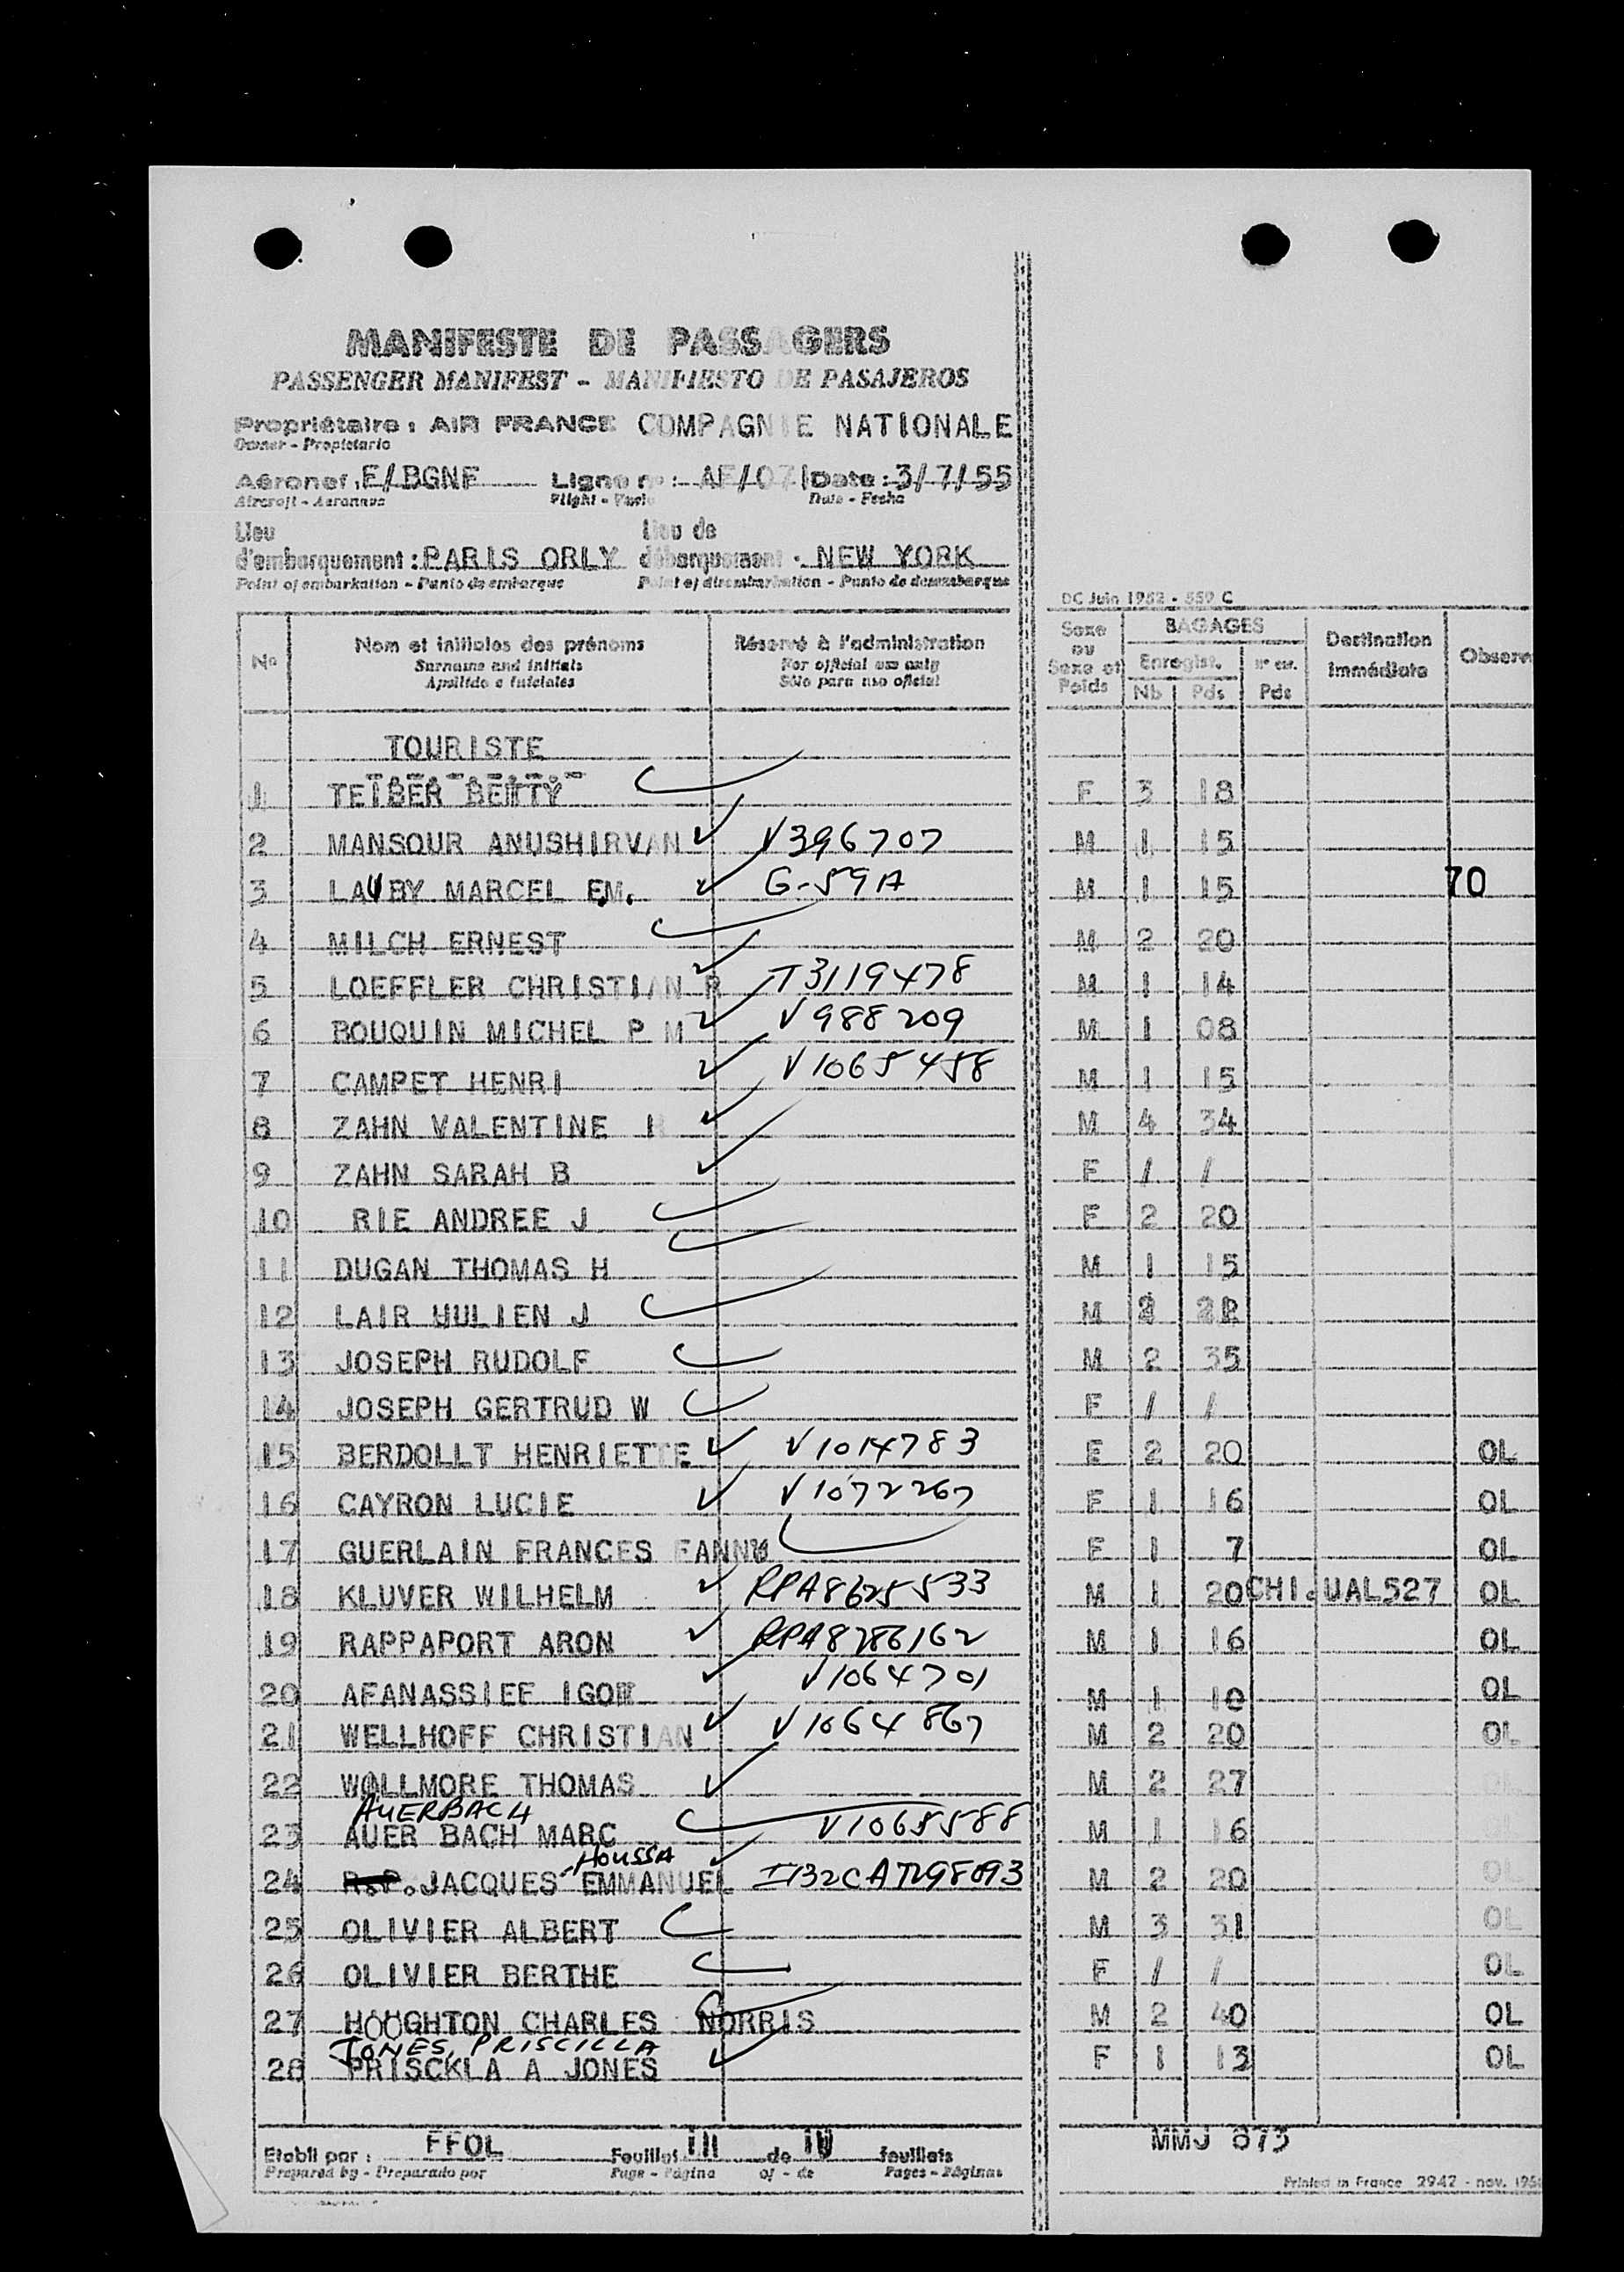 MANIFESTE DE PASSAGERS
PASSENGER MANIFEST - MANIFIESTO DE PASAJEROS
Propriétaire : AIR FRANCE COMPAGNIE NATIONALE
Owner - Propietario
Aéronef : F/BGNF Ligne n° : AF/07 Date : 3/7/55
Aircraft - Aeronave Flight - Vuelo Date - Fecha
Lieu Lieu de
d'embarquement : PARIS ORLY débarquement : NEW YORK
Point of embarkation - Punto de embarque Point of disembarkation - Punto de desembarque
DC Juin 1952 - 559 C
N° Nom et initiales des prénoms Réservé à l'administration Sexe ou Sexe et Poids BAGAGES Destination immédiate Observ
Surname and initials For official use only Enregist. n° enr.
Apellido e iniciales Sólo para uso oficial Nb Pds Pds
TOURISTE
1 TEIBER BETTY F 3 18
2 MANSOUR ANUSHIRVAN V396707 M 1 15
3 LAUBY MARCEL EM. G-59A M 1 15 70
4 MILCH ERNEST M 2 20
5 LOEFFLER CHRISTIAN R T3119478 M 1 14
6 BOUQUIN MICHEL P M V988209 M 1 08
7 CAMPET HENRI V1065458 M 1 15
8 ZAHN VALENTINE M 4 34
9 ZAHN SARAH B F / /
10 RIE ANDREE J F 2 20
11 DUGAN THOMAS H M 1 15
12 LAIR JULIEN J M 2
13 JOSEPH RUDOLF M 2 35
14 JOSEPH GERTRUD W F / /
15 BERDOLLT HENRIETTE V1014783 F 2 20 OL
16 CAYRON LUCIE V1072267 F 1 16 OL
17 GUERLAIN FRANCES FANNY F 1 7 OL
18 KLUVER WILHELM RPA8625533 M 1 20 CHI.UAL527 OL
19 RAPPAPORT ARON RPA8286162 M 1 16 OL
20 AFANASSIEF IGOR V1064701 M 1 10 OL
21 WELLHOFF CHRISTIAN V1064867 M 2 20 OL
22 WOLLMORE THOMAS M 2 27 OL
AUERBACH
23 AUER BACH MARC V1065588 M 1 16
HOUSSA
24 R.P. JACQUES EMMANUEL M 2 20 OL
25 OLIVIER ALBERT M 3 31 OL
26 OLIVIER BERTHE F / / OL
27 HOUGHTON CHARLES NORRIS M 2 40 OL
JONES, PRISCILLA
28 PRISCKLA A JONES F 1 13 OL
Etabli par : FFOL Feuillet III de IV feuillets MMJ 873
Prepared by - Preparado por Page - Página of - de Pages - Páginas
Printed in France 2942 - nov. 195